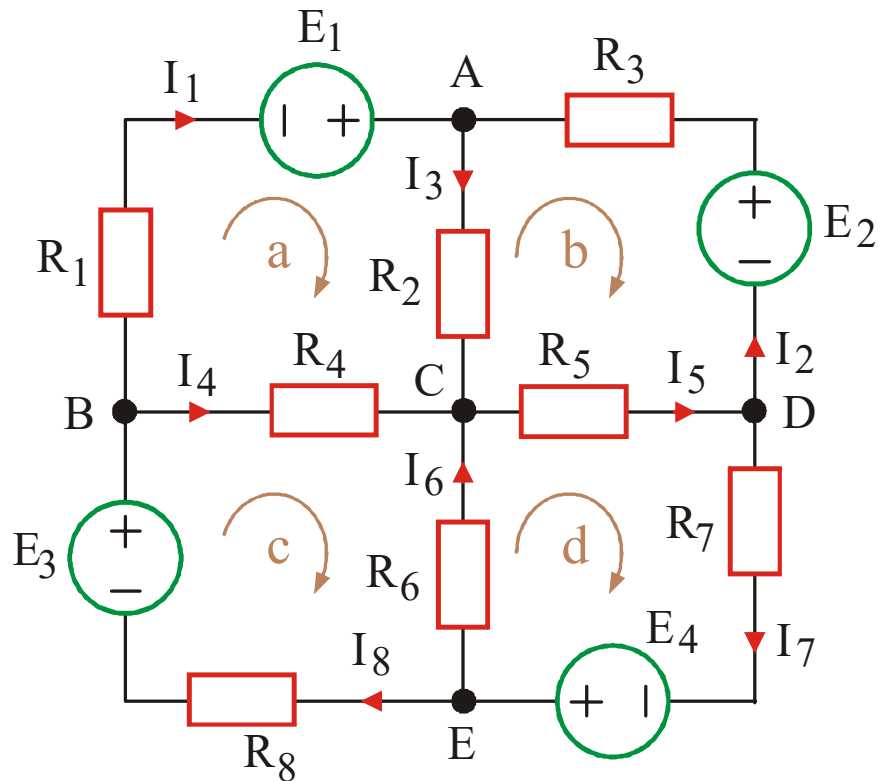 E1
A
R3
I1
− +
I3
+
E2
−
R1
a
R2
b
R4
C
R5
I2
B
I4
I5
D
I6
E3
+
−
c
R6
d
R7
E4
I8
I7
+ −
R8
E